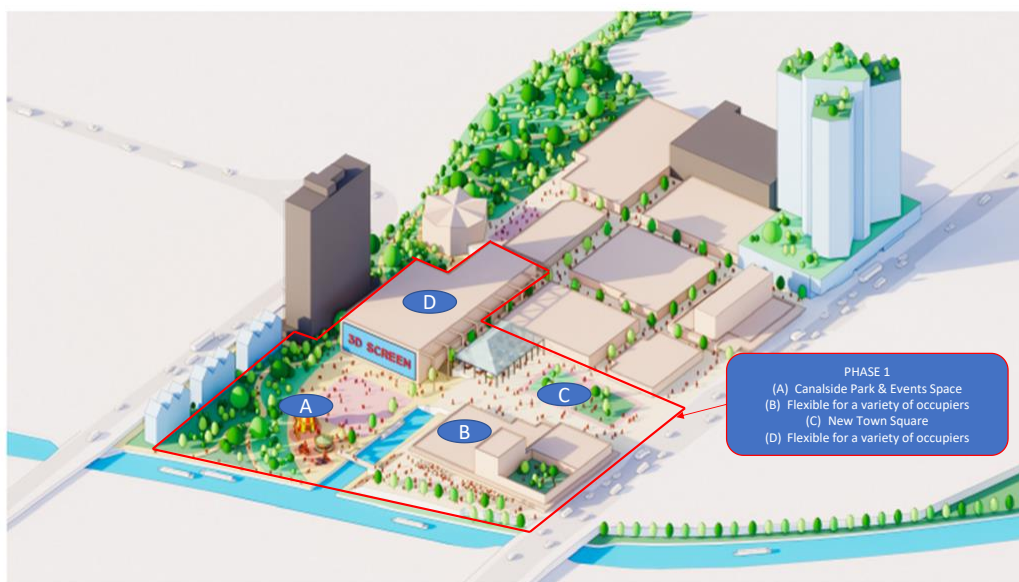 D
3D SCREEN
A
C
B
PHASE 1
(A) Canalside Park & Events Space
(B) Flexible for a variety of occupiers
(C) New Town Square
(D) Flexible for a variety of occupiers